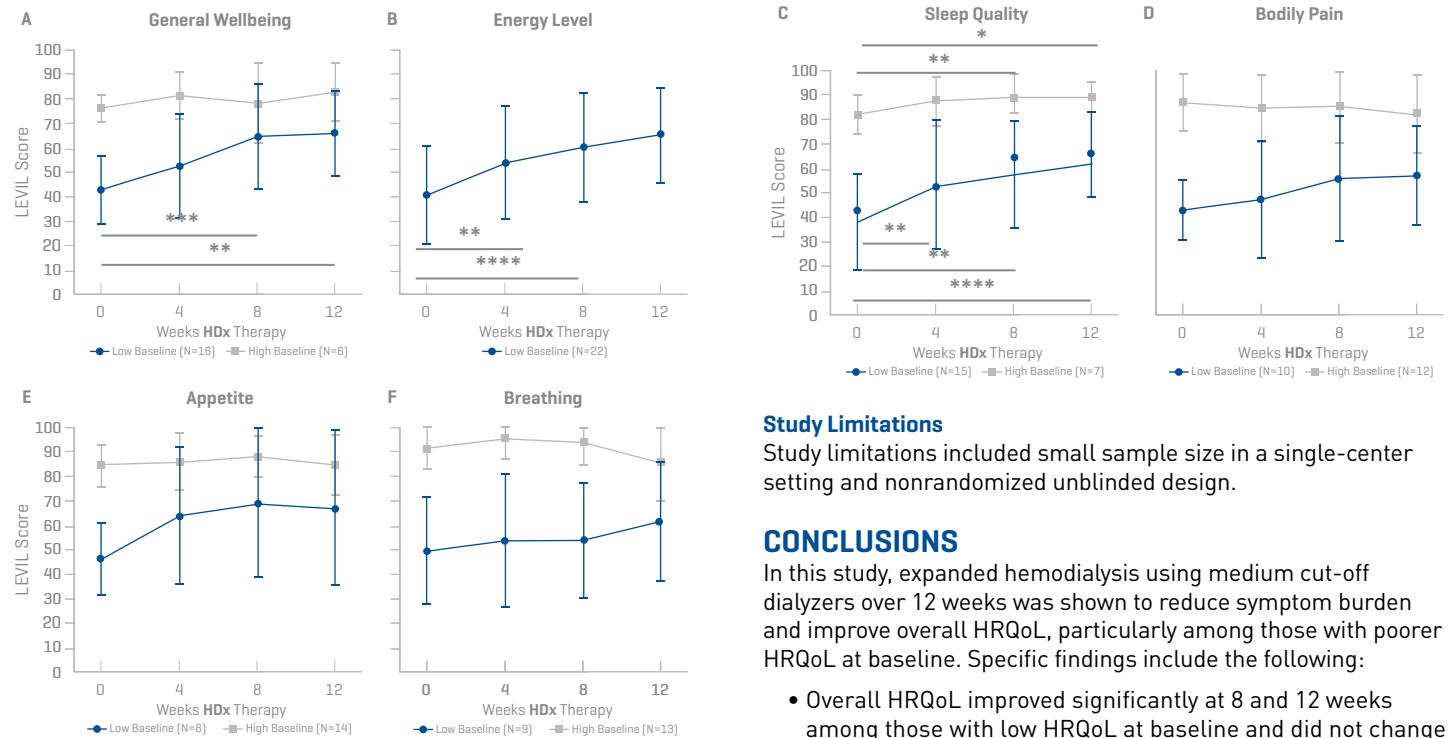 A
General Wellbeing
100
90
80
70
60
50
40
30
20
10
0
LEVIL Score
***
**
0 4 8 12
Weeks HDx Therapy
Low Baseline (N=16) High Baseline (N=6)
B
Energy Level
**
****
0 4 8 12
Weeks HDx Therapy
Low Baseline (N=22)
C
Sleep Quality
*
**
100
90
80
70
60
50
40
30
20
10
0
LEVIL Score
**
**
****
0 4 8 12
Weeks HDx Therapy
Low Baseline (N=15) High Baseline (N=7)
D
Bodily Pain
0 4 8 12
Weeks HDx Therapy
Low Baseline (N=10) High Baseline (N=12)
E
Appetite
100
90
80
70
60
50
40
30
20
10
0
LEVIL Score
0 4 8 12
Weeks HDx Therapy
Low Baseline (N=8) High Baseline (N=14)
F
Breathing
0 4 8 12
Weeks HDx Therapy
Low Baseline (N=9) High Baseline (N=13)
Study Limitations
Study limitations included small sample size in a single-center
setting and nonrandomized unblinded design.
CONCLUSIONS
In this study, expanded hemodialysis using medium cut-off
dialyzers over 12 weeks was shown to reduce symptom burden
and improve overall HRQoL, particularly among those with poorer
HRQoL at baseline. Specific findings include the following:
• Overall HRQoL improved significantly at 8 and 12 weeks
among those with low HRQoL at baseline and did not change